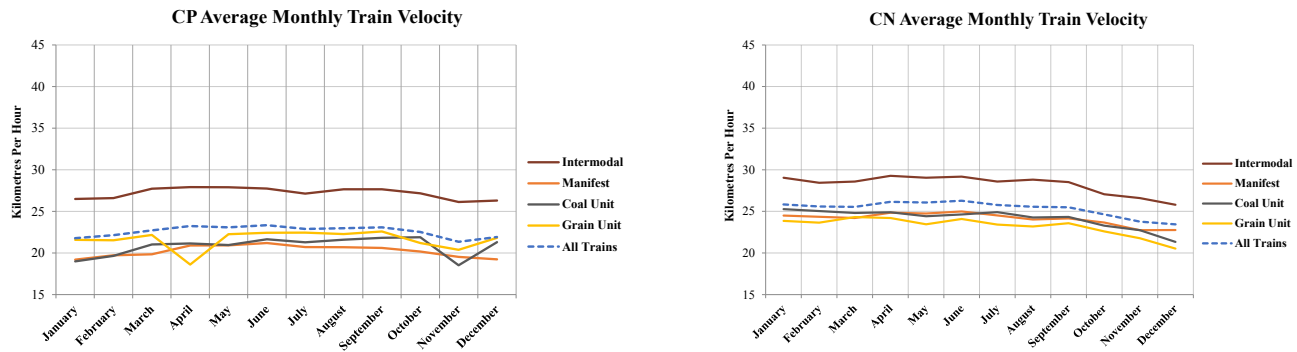 CP Average Monthly Train Velocity
Kilometres Per Hour
45
40
35
30
25
20
15
January
February
March
April
May
June
July
August
September
October
November
December
Intermodal
Manifest
Coal Unit
Grain Unit
All Trains
CN Average Monthly Train Velocity
Kilometres Per Hour
45
40
35
30
25
20
15
January
February
March
April
May
June
July
August
September
October
November
December
Intermodal
Manifest
Coal Unit
Grain Unit
All Trains